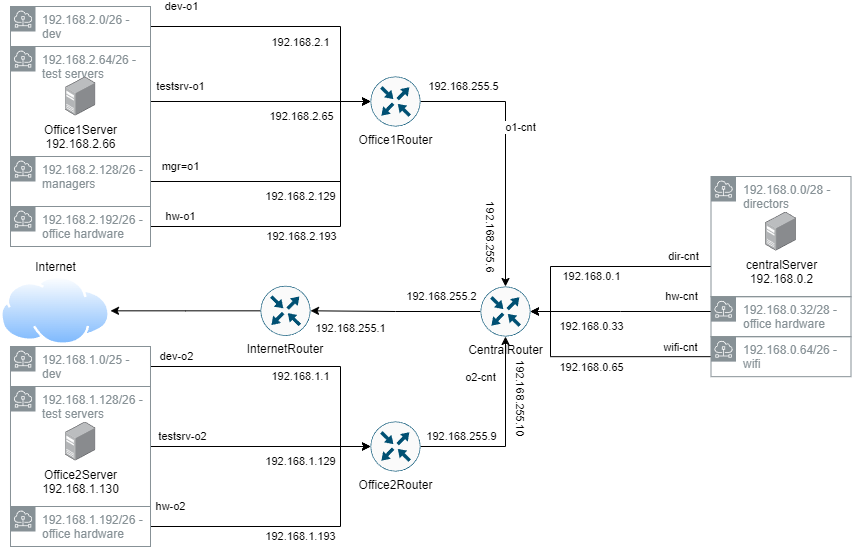 dev-o1
192.168.2.0/26 -
dev
192.168.2.1
192.168.2.64/26 -
test servers
testsrv-o1
192.168.2.65
Office1Server
192.168.2.66
192.168.255.5
Office1Router
o1-cnt
mgr=o1
192.168.2.128/26 -
managers
192.168.2.129
hw-o1
192.168.2.192/26 -
office hardware
192.168.2.193
192.168.255.6
192.168.0.0/28 -
directors
centralServer
192.168.0.2
dir-cnt
192.168.0.1
hw-cnt
192.168.0.32/28 -
office hardware
192.168.0.33
wifi-cnt
192.168.0.64/26 -
wifi
192.168.0.65
Internet
192.168.255.2
192.168.255.1
InternetRouter
CentralRouter
dev-o2
192.168.1.0/25 -
dev
192.168.1.1
o2-cnt
192.168.255.10
192.168.1.128/26 -
test servers
testsrv-o2
192.168.1.129
192.168.255.9
Office2Server
192.168.1.130
Office2Router
hw-o2
192.168.1.192/26 -
office hardware
192.168.1.193